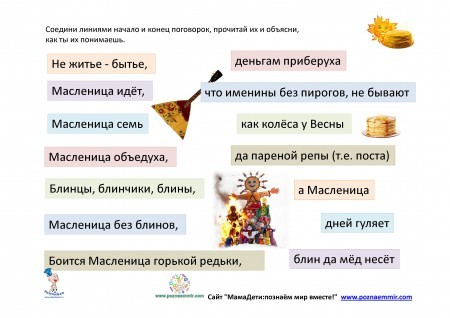 Соедини линиями начало и конец поговорок, прочитай их и объясни,
как ты их понимаешь.
Не житье - бытье,
деньгам приберуха
Масленица идёт,
что именины без пирогов, не бывают
Масленица семь
как колёса у Весны
Масленица объедуха,
да пареной репы (т.е. поста)
Блинцы, блинчики, блины,
а Масленица
Масленица без блинов,
дней гуляет
Боится Масленица горькой редьки,
блин да мёд несёт
www.poznaemmir.com
Сайт "МамаДети:познаём мир вместе!" www.poznaemmir.com